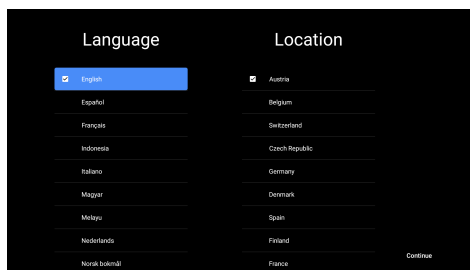 Language
English
Español
Français
Indonesia
Italiano
Magyar
Melayu
Nederlands
Norsk bokmål
Location
Austria
Belgium
Switzerland
Czech Republic
Germany
Denmark
Spain
Finland
France
Continue